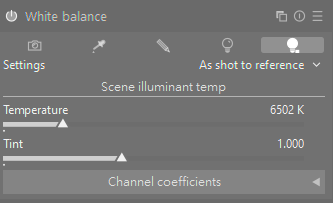 White balance
Settings As shot to reference
Scene illuminant temp
Temperature 6502 K
Tint 1.000
Channel coefficients